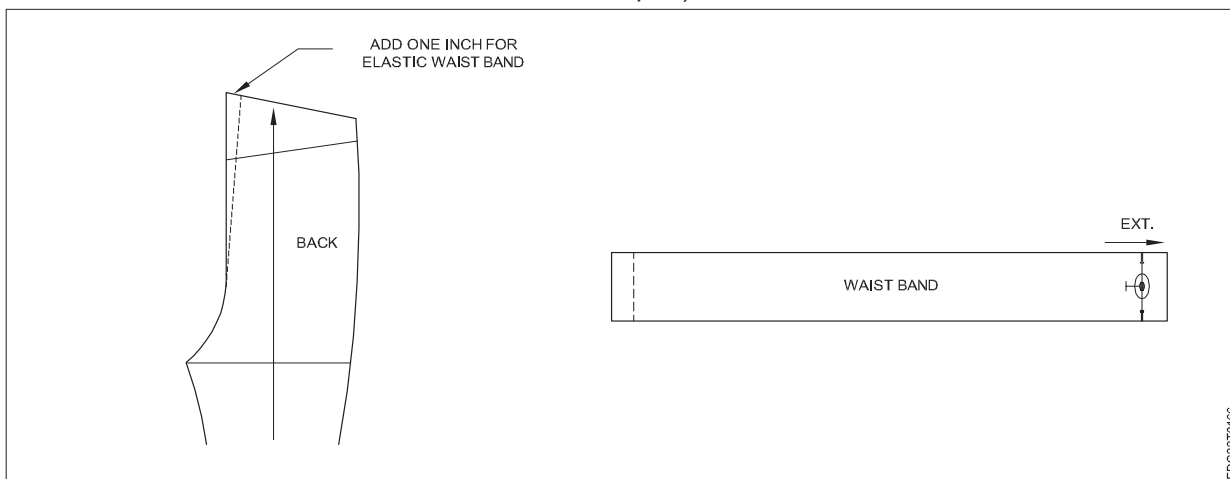 ADD ONE INCH FOR
ELASTIC WAIST BAND
BACK
EXT.
WAIST BAND